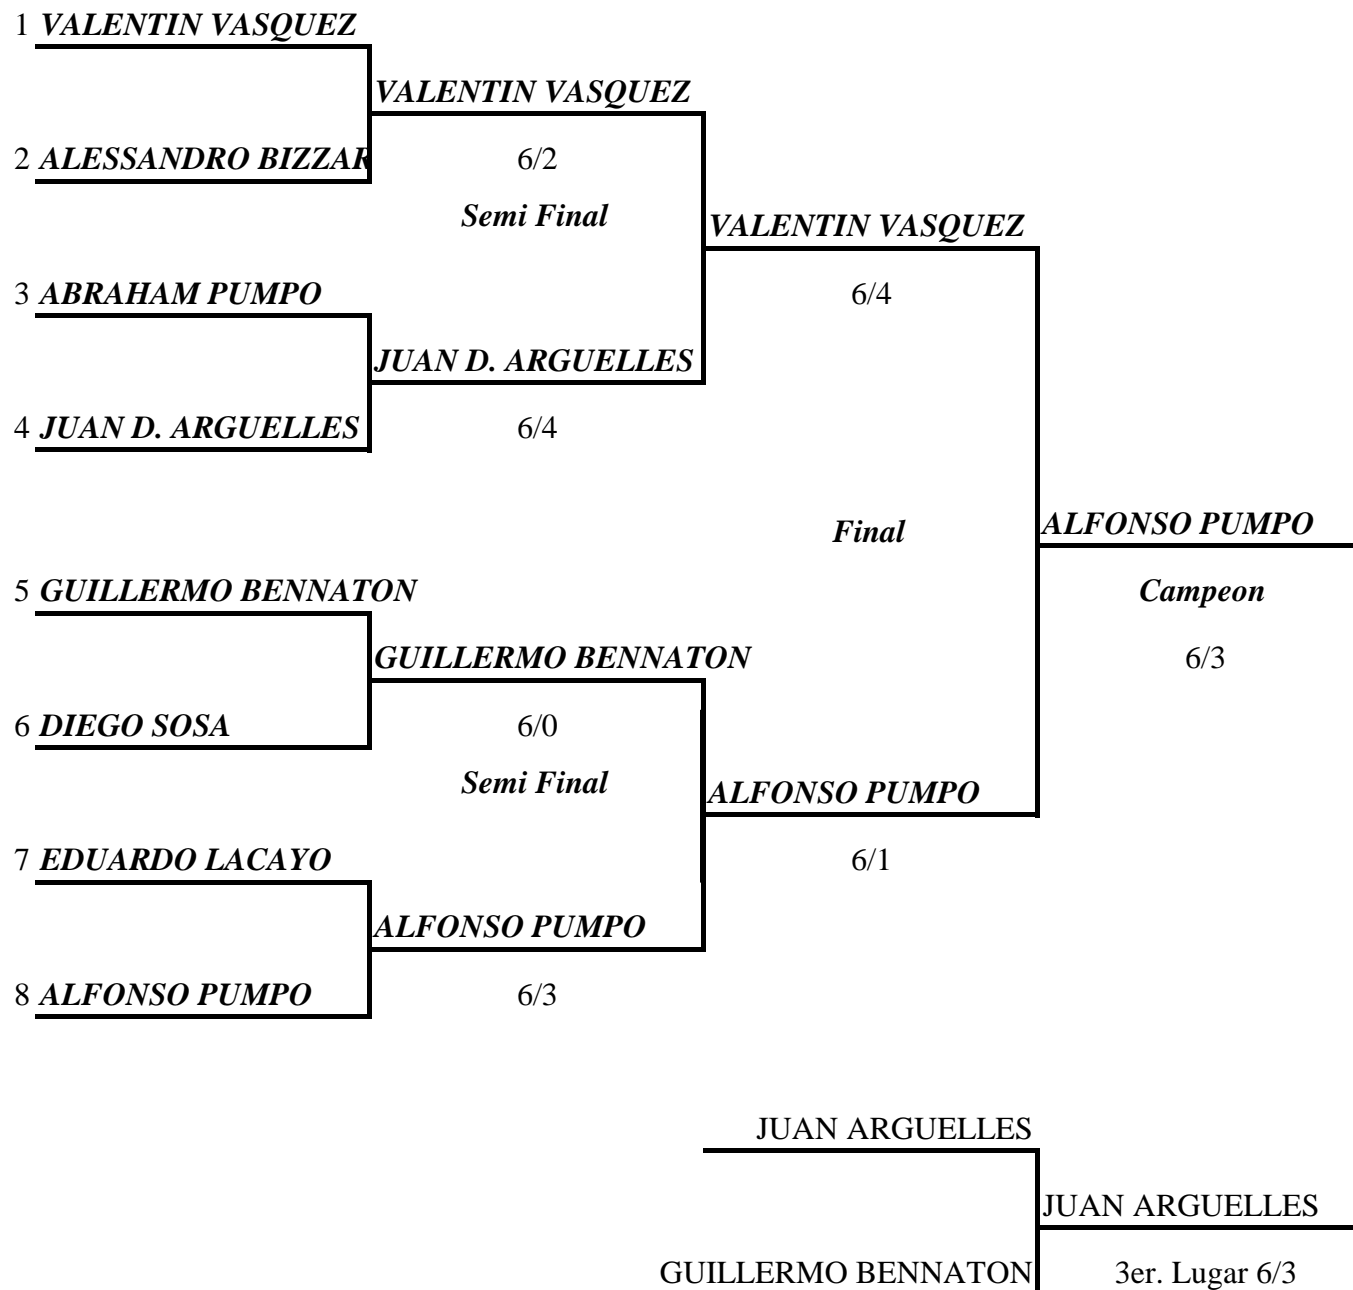 1 VALENTIN VASQUEZ
VALENTIN VASQUEZ
2 ALESSANDRO BIZZAR
6/2
Semi Final
VALENTIN VASQUEZ
3 ABRAHAM PUMPO
6/4
JUAN D. ARGUELLES
4 JUAN D. ARGUELLES
6/4
Final
ALFONSO PUMPO
5 GUILLERMO BENNATON
Campeon
GUILLERMO BENNATON
6/3
6 DIEGO SOSA
6/0
Semi Final
ALFONSO PUMPO
7 EDUARDO LACAYO
6/1
ALFONSO PUMPO
8 ALFONSO PUMPO
6/3
JUAN ARGUELLES
JUAN ARGUELLES
GUILLERMO BENNATON
3er. Lugar 6/3